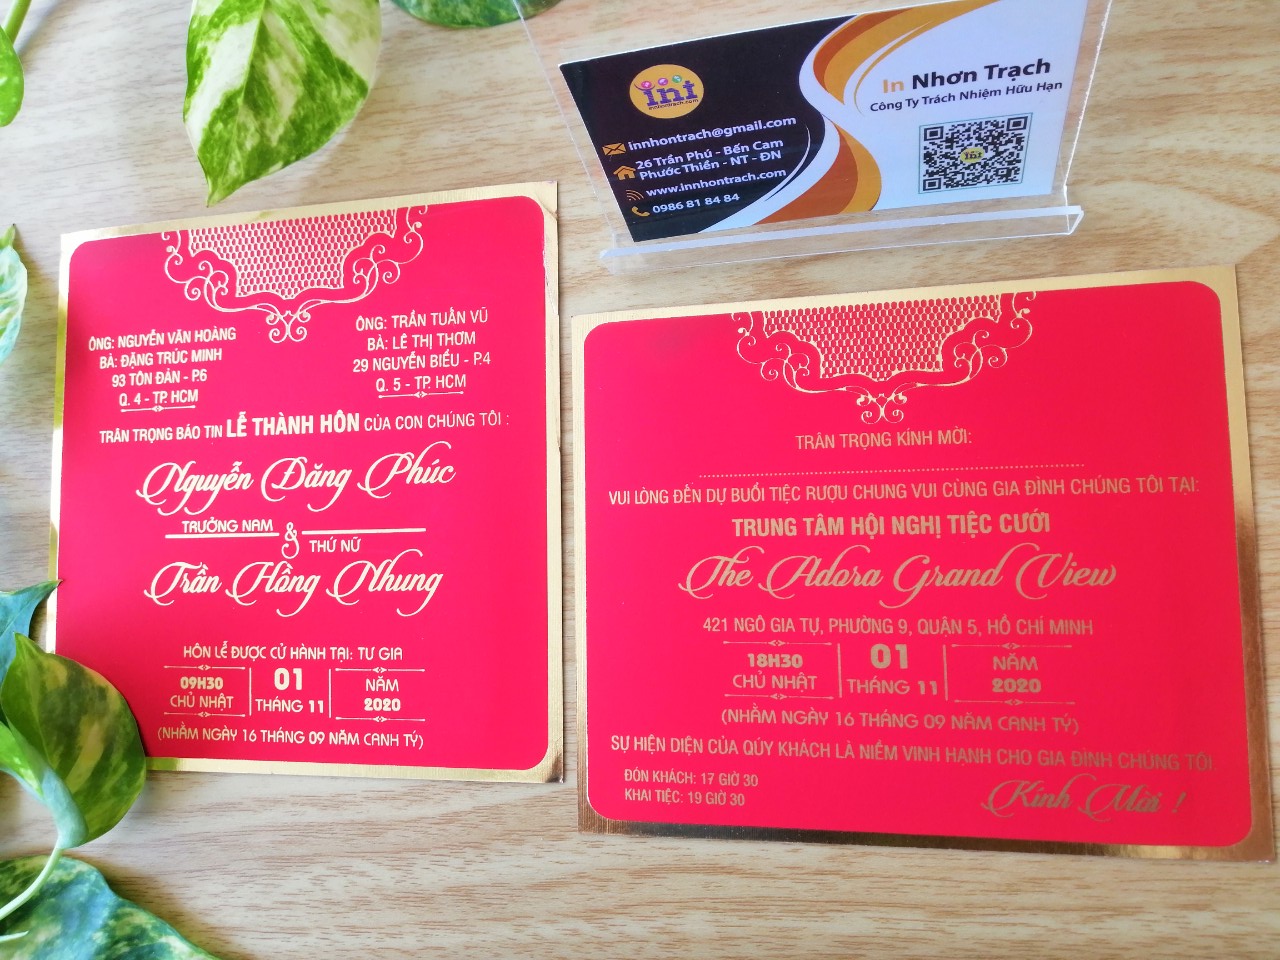 int
innhontrach.com
innhontrach@gmail.com
26 Trần Phú - Bến Cam
Phước Thiền - NT - ĐN
www.innhontrach.com
0986 81 84 84
In Nhơn Trạch
Công Ty Trách Nhiệm Hữu Hạn
int
ÔNG: NGUYỄN VĂN HOÀNG
BÀ: ĐẶNG TRÚC MINH
93 TÔN ĐẢN - P.6
Q. 4 - TP. HCM
ÔNG: TRẦN TUẤN VŨ
BÀ: LÊ THỊ THƠM
29 NGUYỄN BIỂU - P.4
Q. 5 - TP. HCM
TRÂN TRỌNG BÁO TIN LỄ THÀNH HÔN CỦA CON CHÚNG TÔI :
Nguyễn Đăng Phúc
TRƯỞNG NAM
&
THỨ NỮ
Trần Hồng Nhung
HÔN LỄ ĐƯỢC CỬ HÀNH TẠI: TƯ GIA
09H30
CHỦ NHẬT
01
THÁNG 11
NĂM
2020
(NHẰM NGÀY 16 THÁNG 09 NĂM CANH TÝ)
TRÂN TRỌNG KÍNH MỜI:
VUI LÒNG ĐẾN DỰ BUỔI TIỆC RƯỢU CHUNG VUI CÙNG GIA ĐÌNH CHÚNG TÔI TẠI:
TRUNG TÂM HỘI NGHỊ TIỆC CƯỚI
The Adora Grand View
421 NGÔ GIA TỰ, PHƯỜNG 9, QUẬN 5, HỒ CHÍ MINH
18H30
CHỦ NHẬT
01
THÁNG 11
NĂM
2020
(NHẰM NGÀY 16 THÁNG 09 NĂM CANH TÝ)
SỰ HIỆN DIỆN CỦA QÚY KHÁCH LÀ NIỀM VINH HẠNH CHO GIA ĐÌNH CHÚNG TÔI.
ĐÓN KHÁCH: 17 GIỜ 30
KHAI TIỆC: 19 GIỜ 30
Kính Mời !